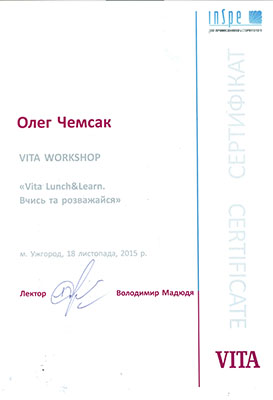 inspe
Олег Чемсак
VITA WORKSHOP
«Vita Lunch&Learn.
Вчись та розважайся»
м. Ужгород, 18 листопада, 2015 р.
Лектор
Володимир Мадюдя
CERTIFICATE СЕРТИФІКАТ
VITA